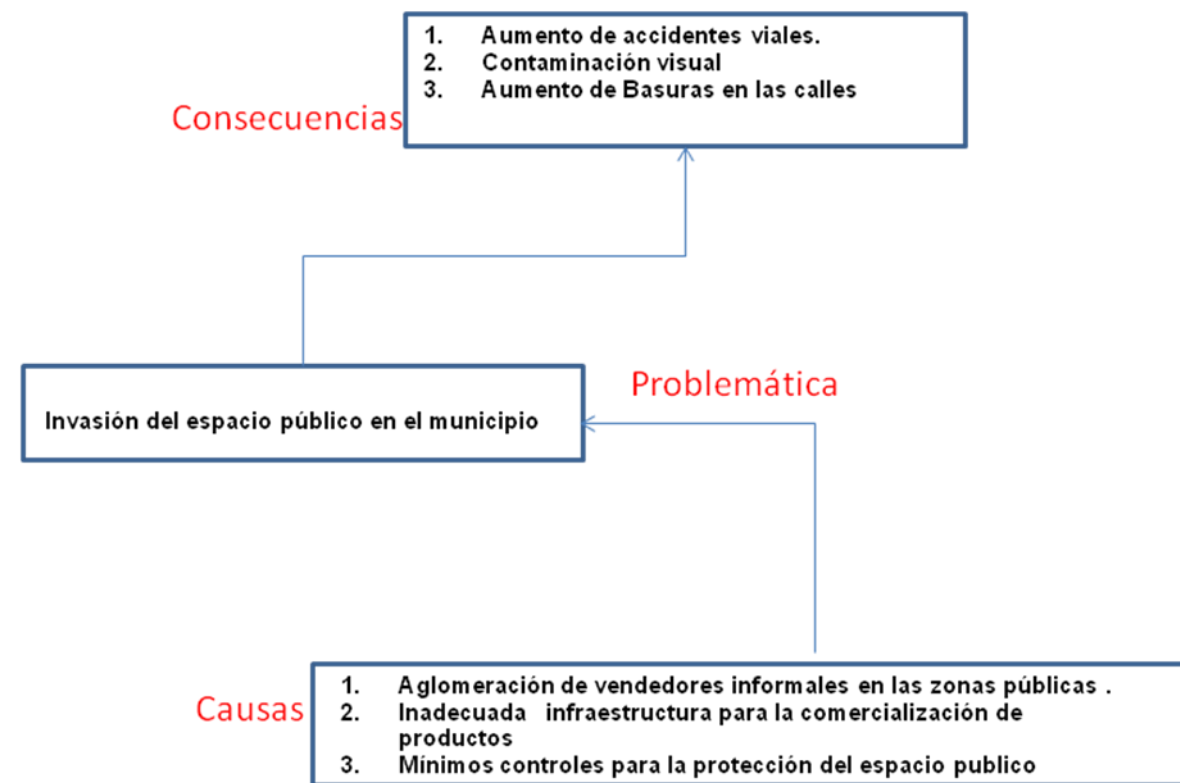 1. Aumento de accidentes viales.
2. Contaminación visual
3. Aumento de Basuras en las calles
Consecuencias
Problemática
Invasión del espacio público en el municipio
Causas
1. Aglomeración de vendedores informales en las zonas públicas .
2. Inadecuada infraestructura para la comercialización de
productos
3. Mínimos controles para la protección del espacio publico